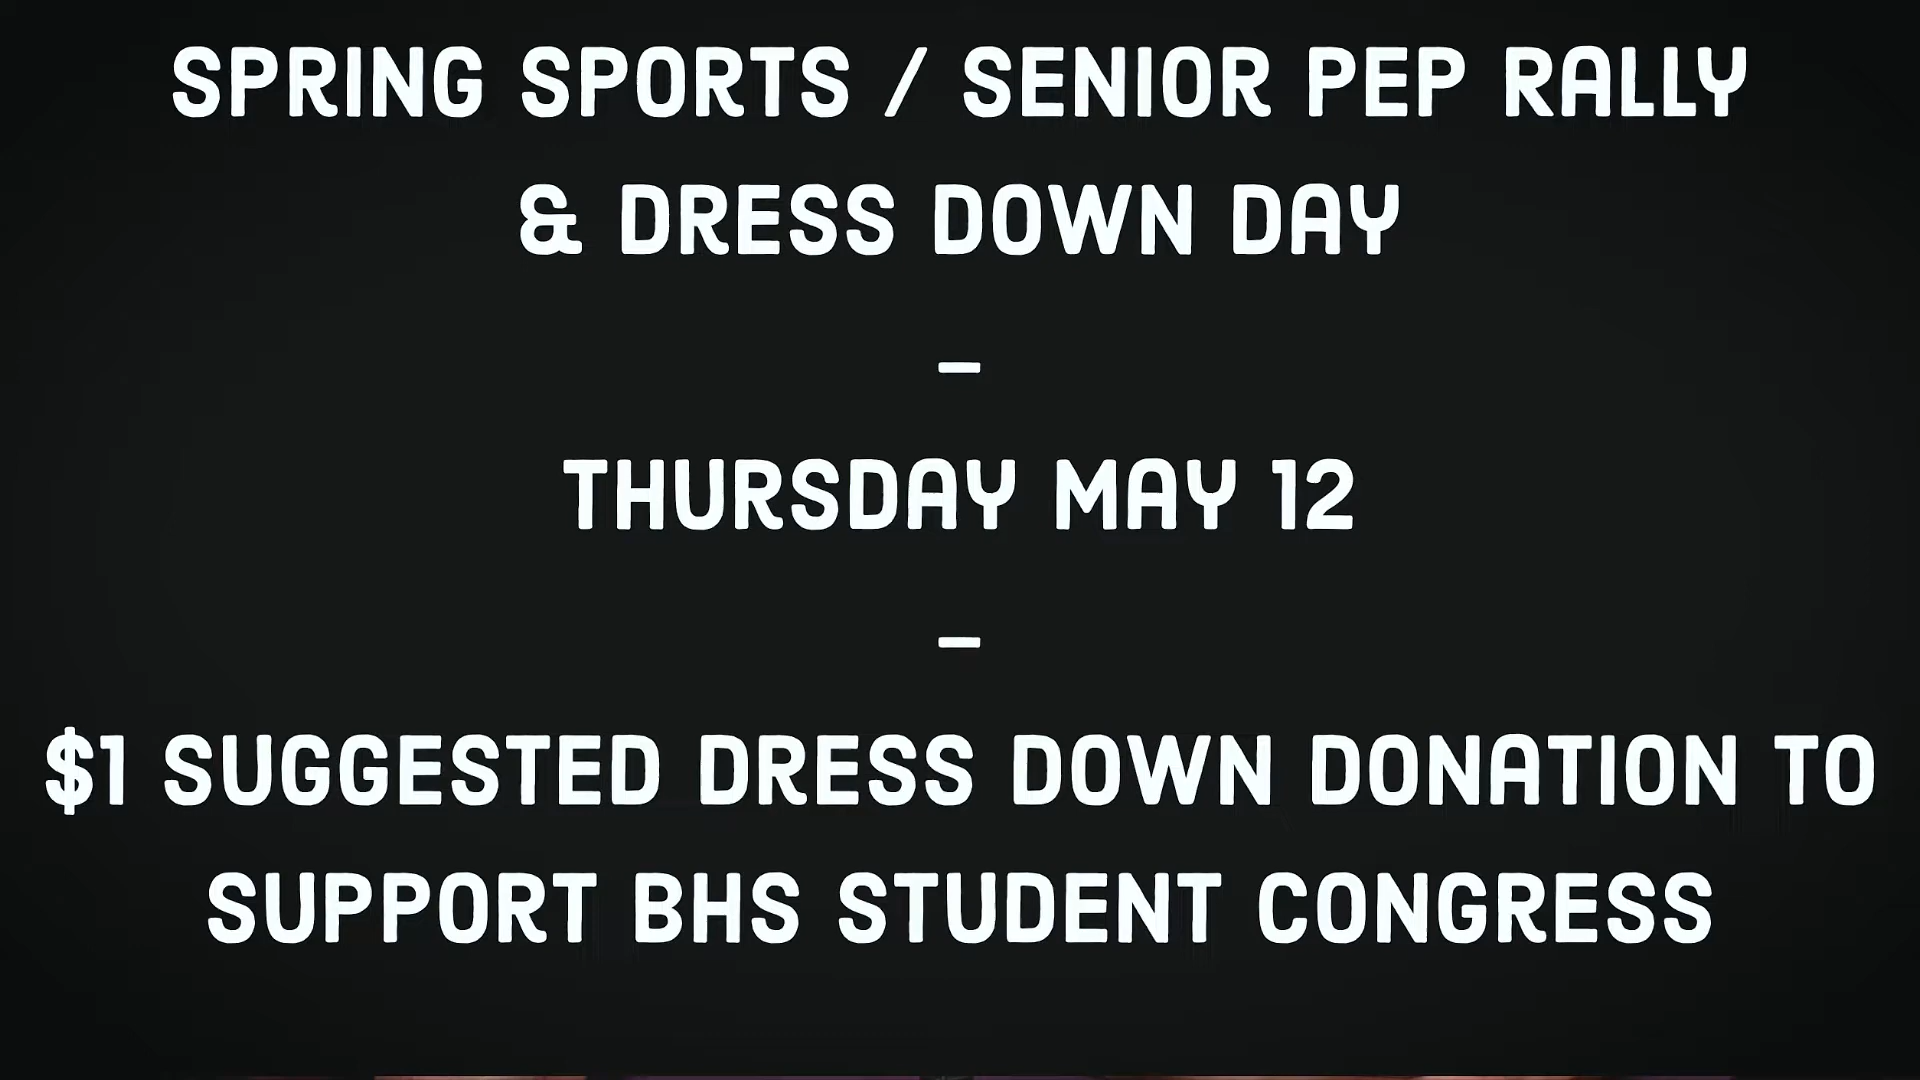 SPRING SPORTS / SENIOR PEP RALLY
& DRESS DOWN DAY
-
THURSDAY MAY 12
-
$1 SUGGESTED DRESS DOWN DONATION TO
SUPPORT BHS STUDENT CONGRESS